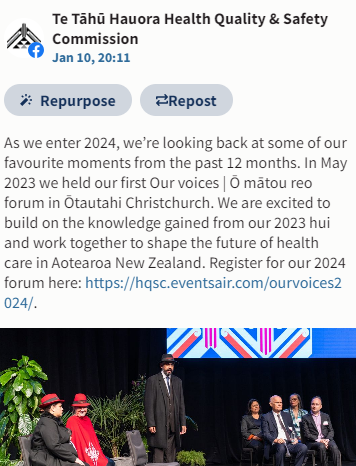 Te Tāhū Hauora Health Quality & Safety
Commission
Jan 10, 20:11
Repurpose
Repost
As we enter 2024, we’re looking back at some of our
favourite moments from the past 12 months. In May
2023 we held our first Our voices | Ō mātou reo
forum in Ōtautahi Christchurch. We are excited to
build on the knowledge gained from our 2023 hui
and work together to shape the future of health
care in Aotearoa New Zealand. Register for our 2024
forum here: https://hqsc.eventsair.com/ourvoices2
024/.